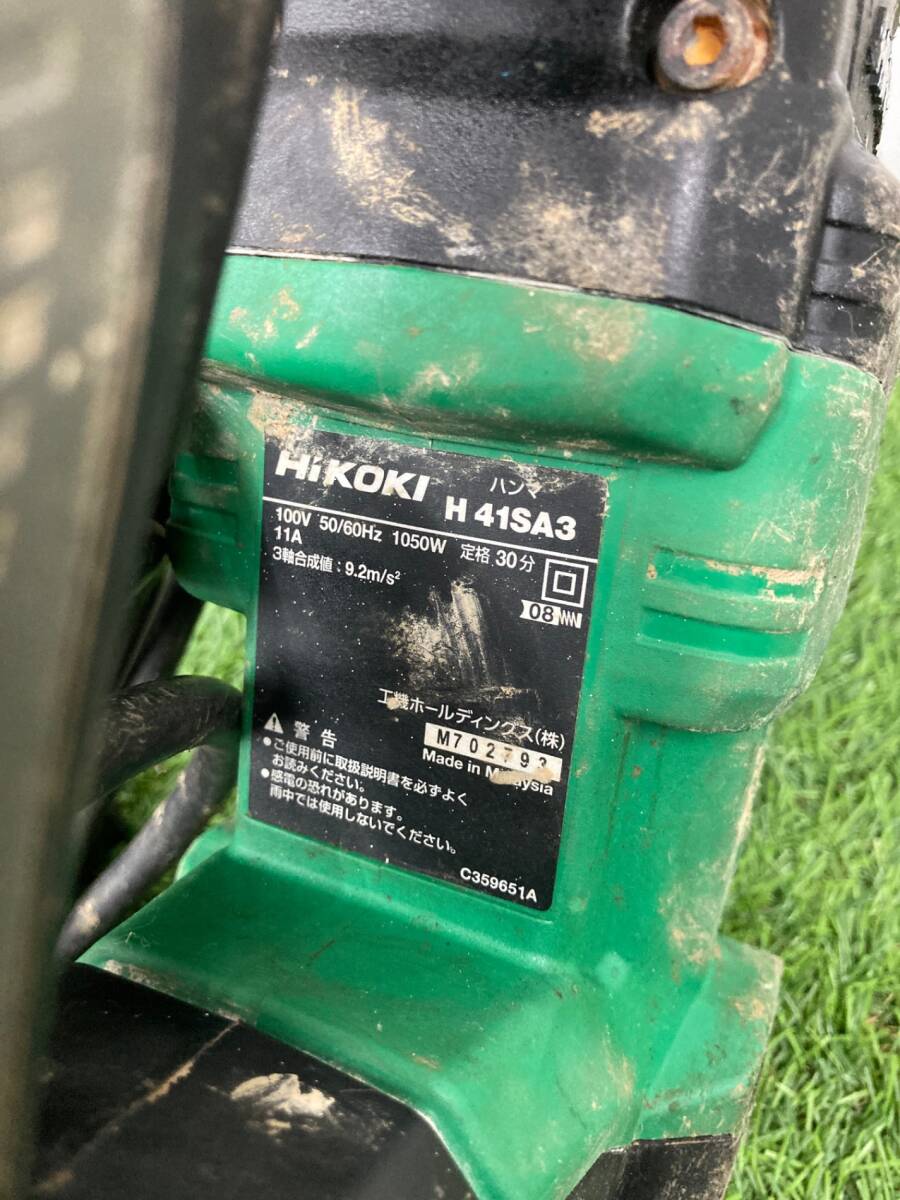 HiKOKI ハンマ
H 41SA3
100V 50/60Hz 1050W 定格 30分
11A
3軸合成値：9.2m/s²
08
工機ホールディングス(株)
M702793
Made in Malaysia
警告
●ご使用前に取扱説明書を必ずよく
お読みください。
●感電の恐れがあります。
雨中では使用しないでください。
C359651A